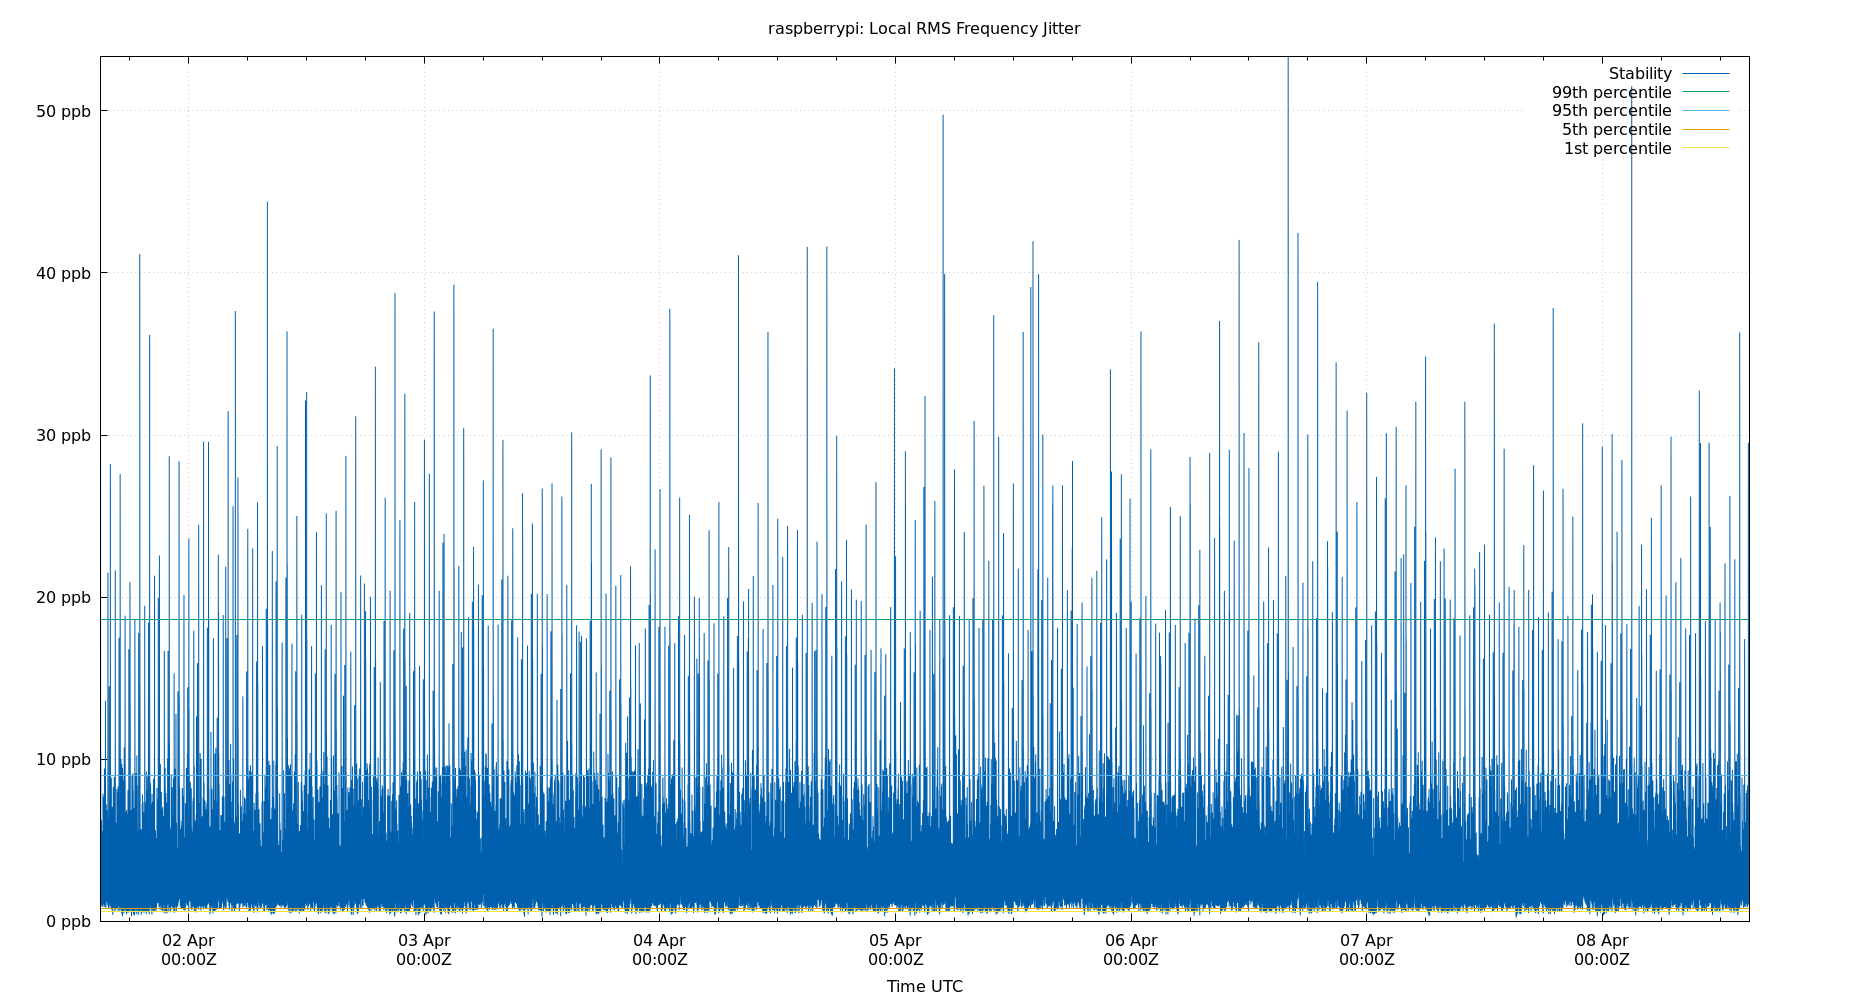 raspberrypi: Local RMS Frequency Jitter
Stability
99th percentile
95th percentile
5th percentile
1st percentile
50 ppb
40 ppb
30 ppb
20 ppb
10 ppb
0 ppb
02 Apr 03 Apr 04 Apr 05 Apr 06 Apr 07 Apr 08 Apr
00:00Z 00:00Z 00:00Z 00:00Z 00:00Z 00:00Z 00:00Z
Time UTC